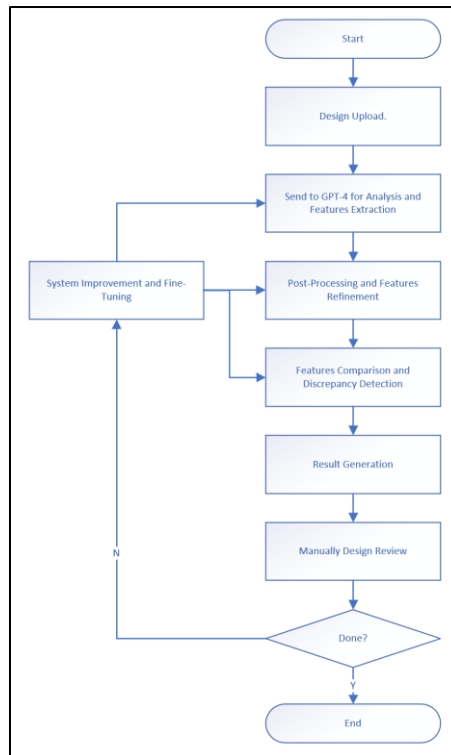 Start
Design Upload.
Send to GPT-4 for Analysis and
Features Extraction
System Improvement and Fine-
Tuning
Post-Processing and Features
Refinement
Features Comparison and
Discrepancy Detection
Result Generation
Manually Design Review
N
Done?
Y
End